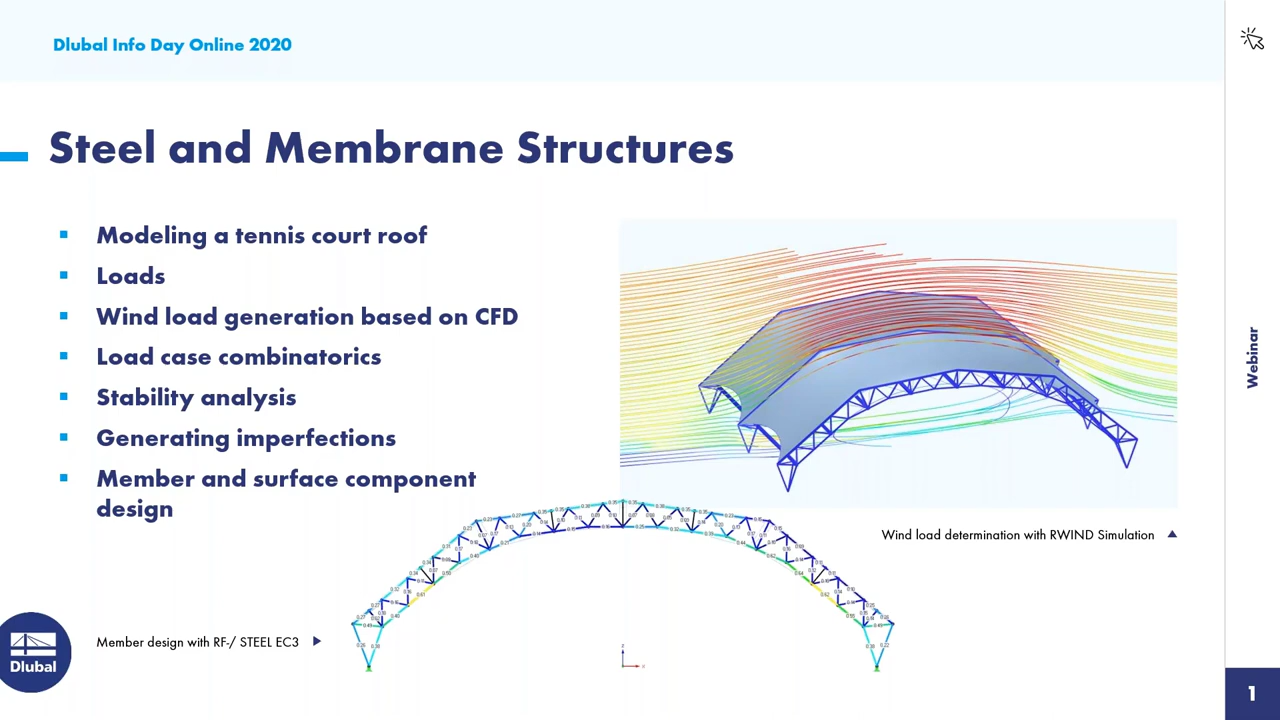 Dlubal Info Day Online 2020
Steel and Membrane Structures
Modeling a tennis court roof
Loads
Wind load generation based on CFD
Load case combinatorics
Stability analysis
Generating imperfections
Member and surface component
design
Wind load determination with RWIND Simulation
Member design with RF-/ STEEL EC3
Dlubal
Webinar
1